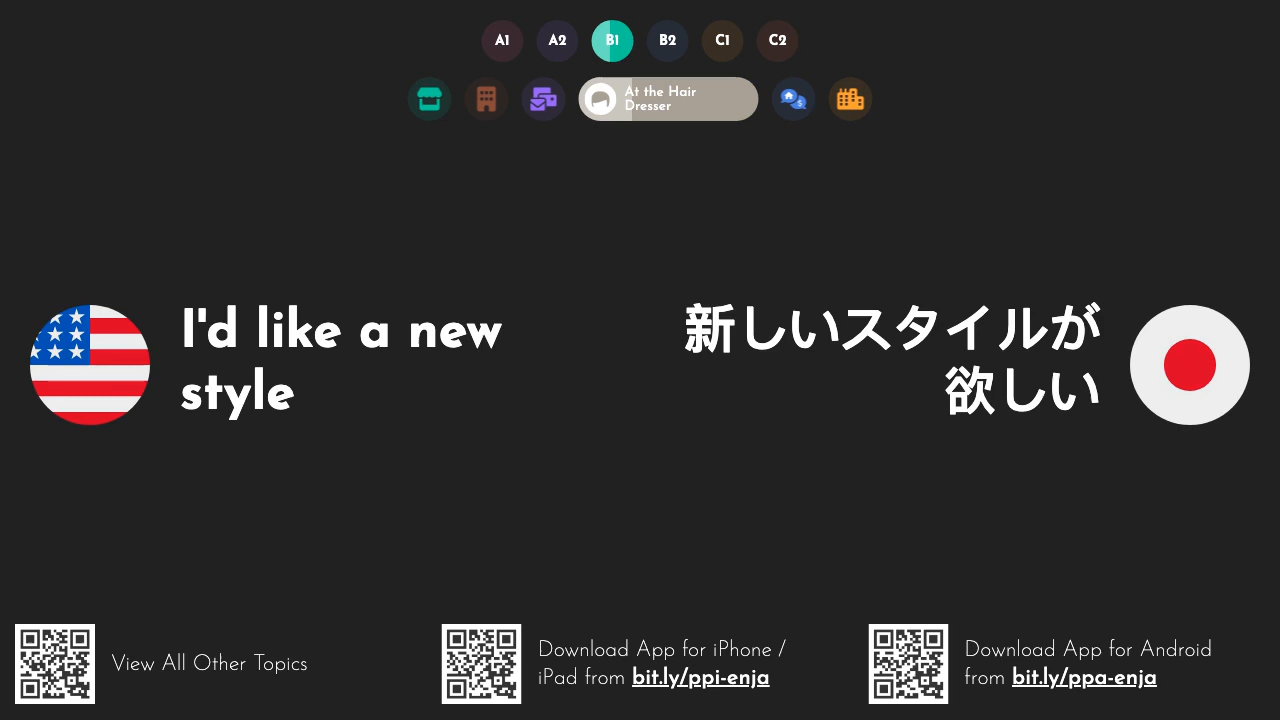 A1 A2 B1 B2 C1 C2
At the Hair
Dresser
I'd like a new
style
新しいスタイルが
欲しい
View All Other Topics
Download App for iPhone /
iPad from bit.ly/ppi-enja
Download App for Android
from bit.ly/ppa-enja